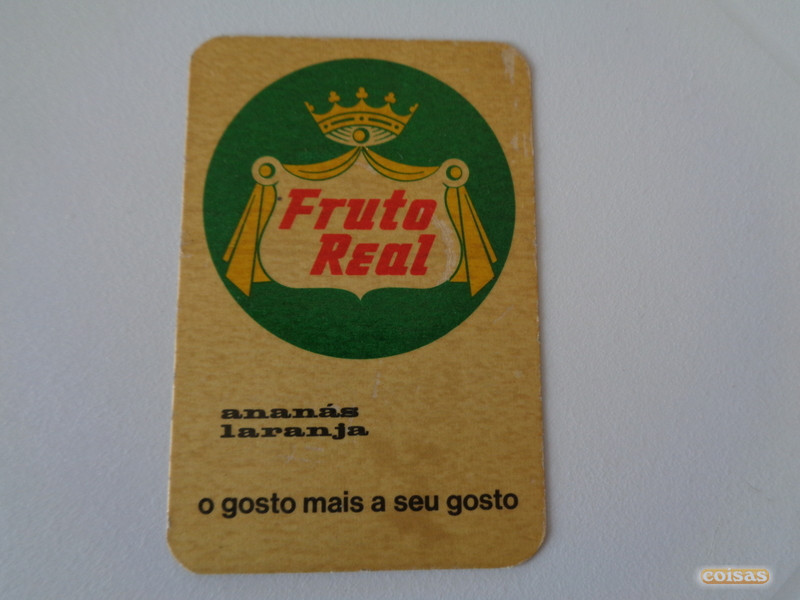 Fruto
Real
ananás
laranja
o gosto mais a seu gosto
coisas